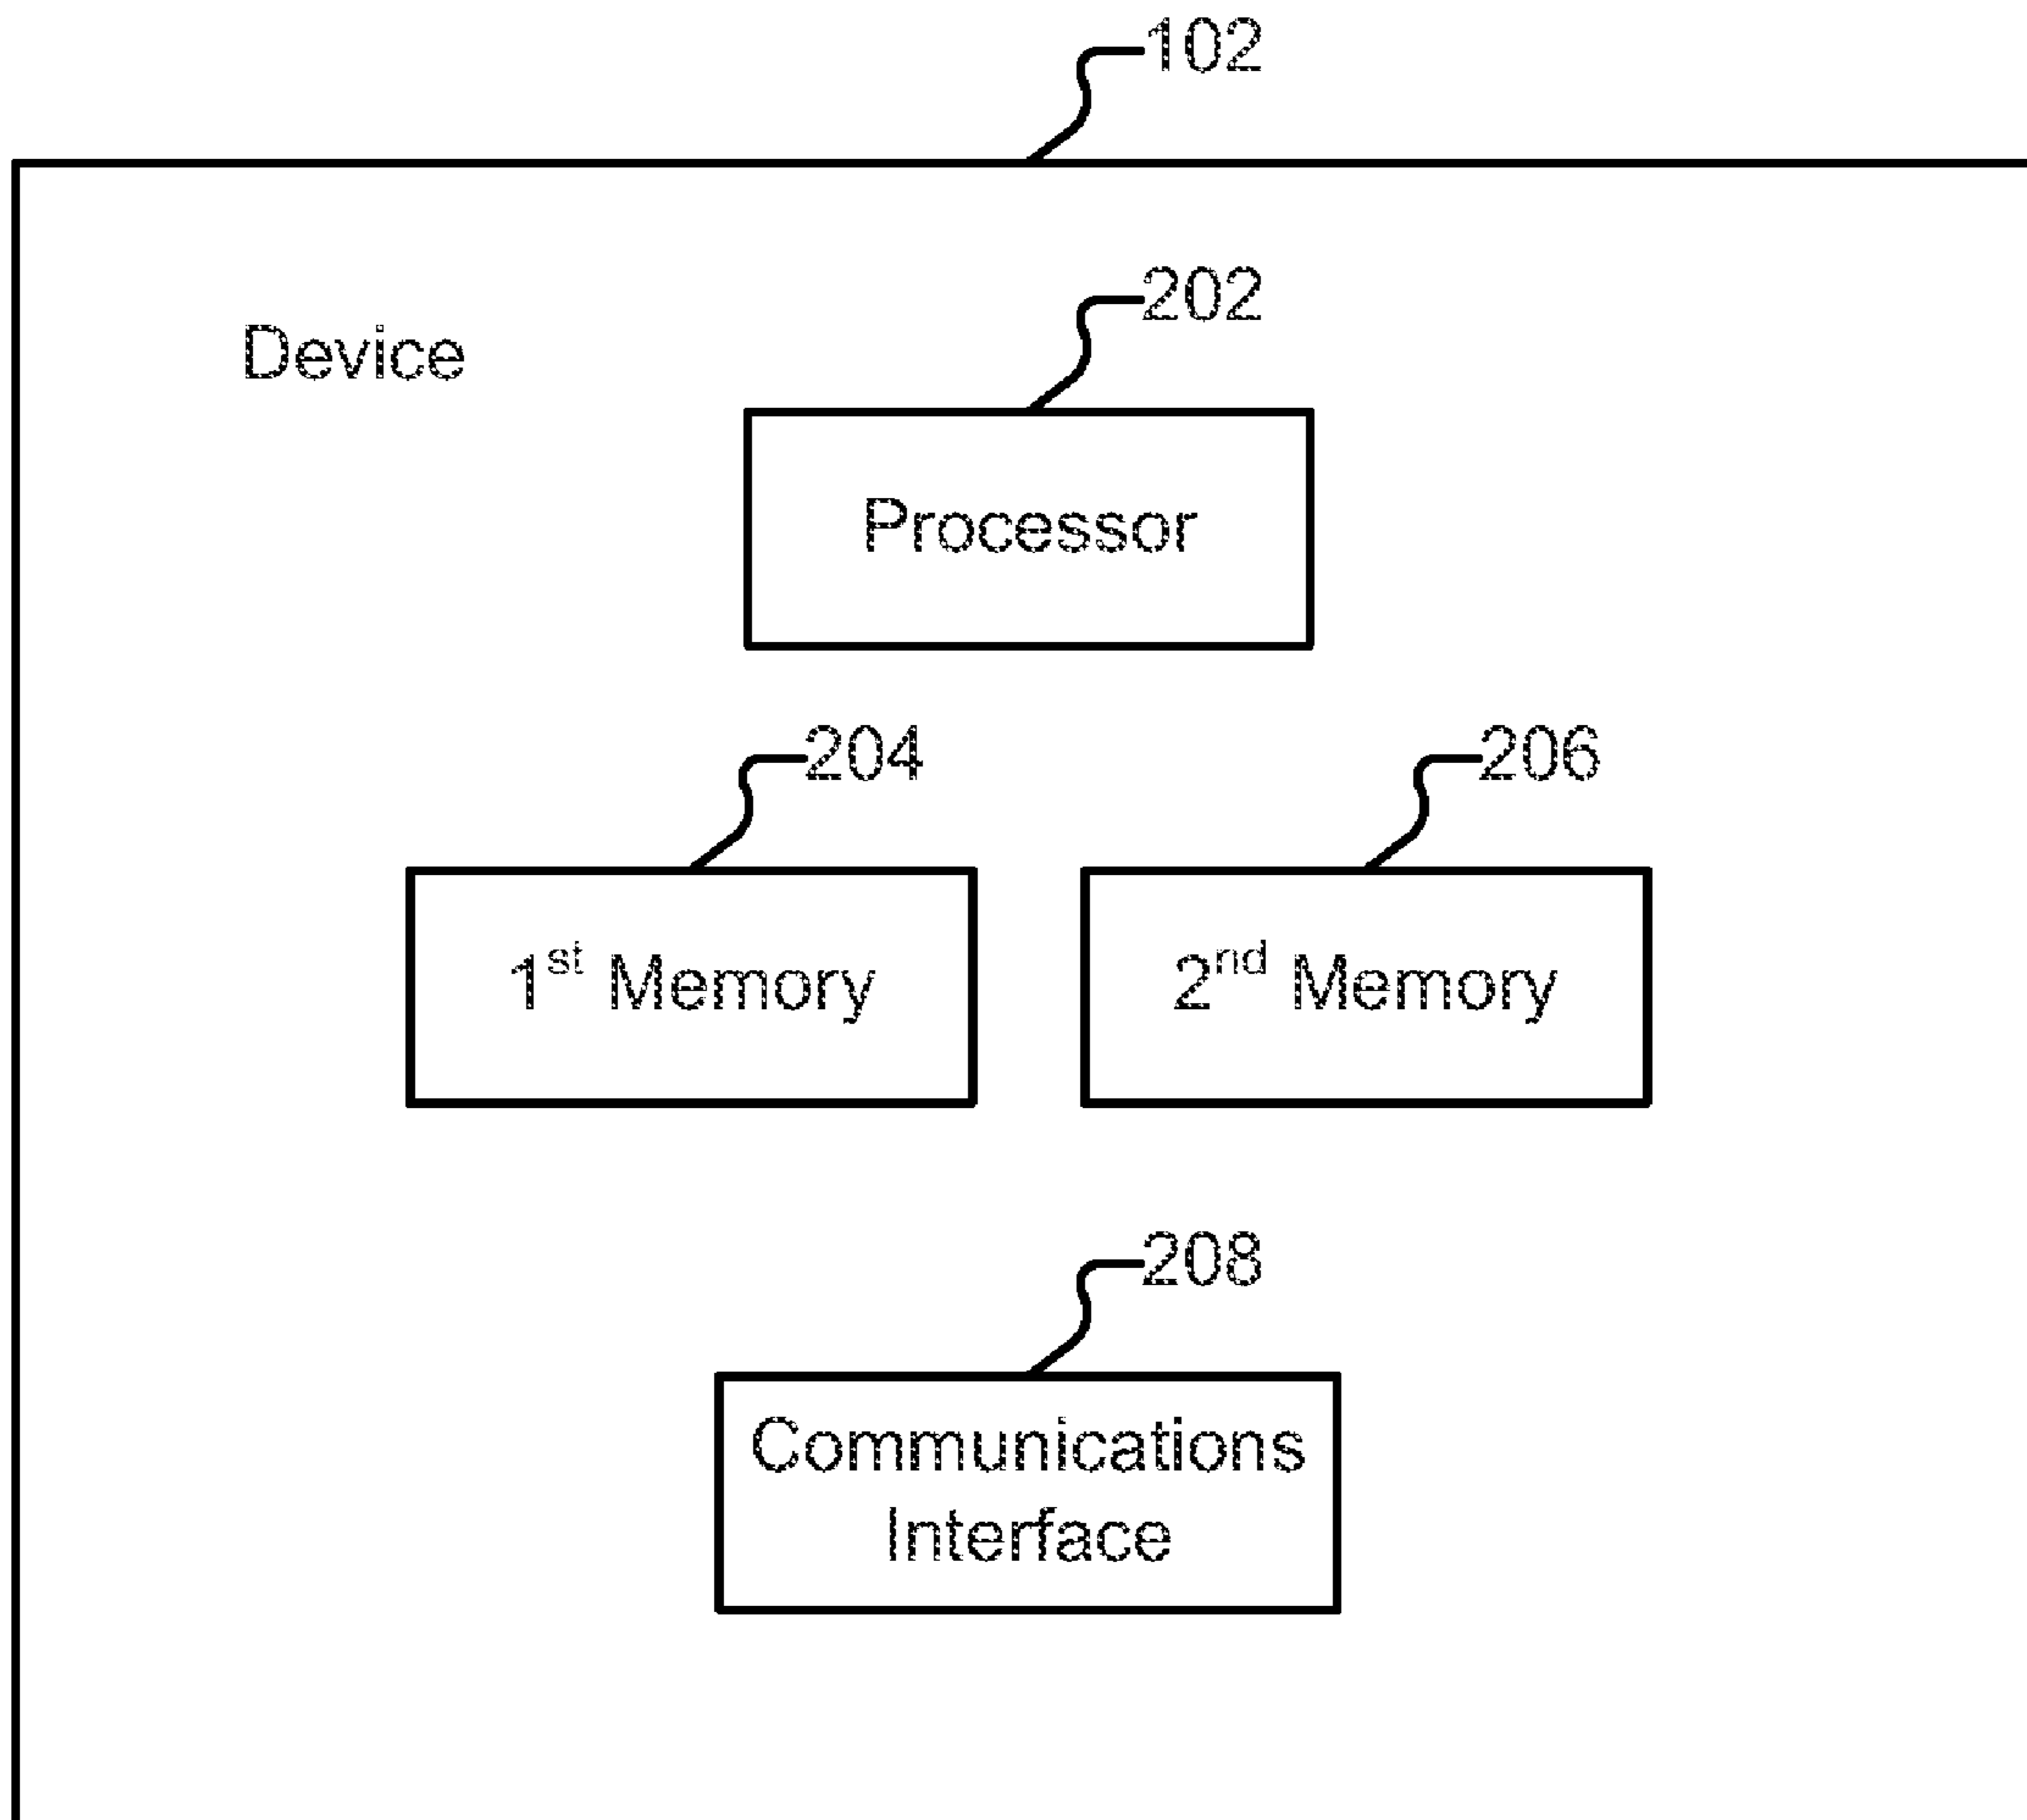 102
202
Device
Processor
204
206
1st Memory
2nd Memory
208
Communications
Interface